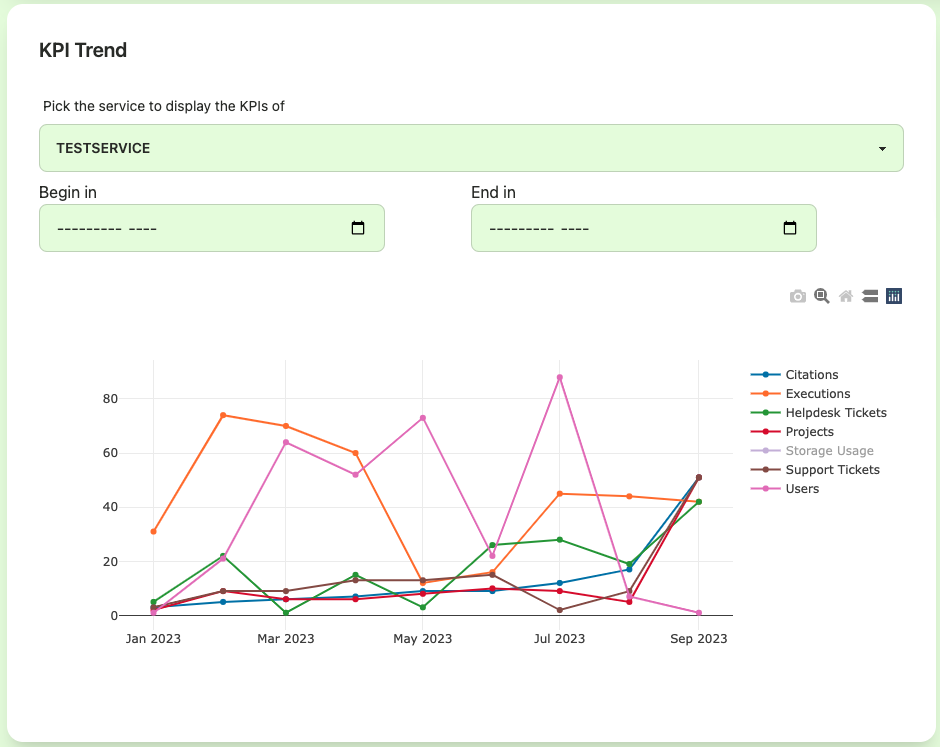 KPI Trend
Pick the service to display the KPIs of
TESTSERVICE
Begin in
End in
--------- ----
--------- ----
80
60
40
20
0
Jan 2023
Mar 2023
May 2023
Jul 2023
Sep 2023
Citations
Executions
Helpdesk Tickets
Projects
Storage Usage
Support Tickets
Users